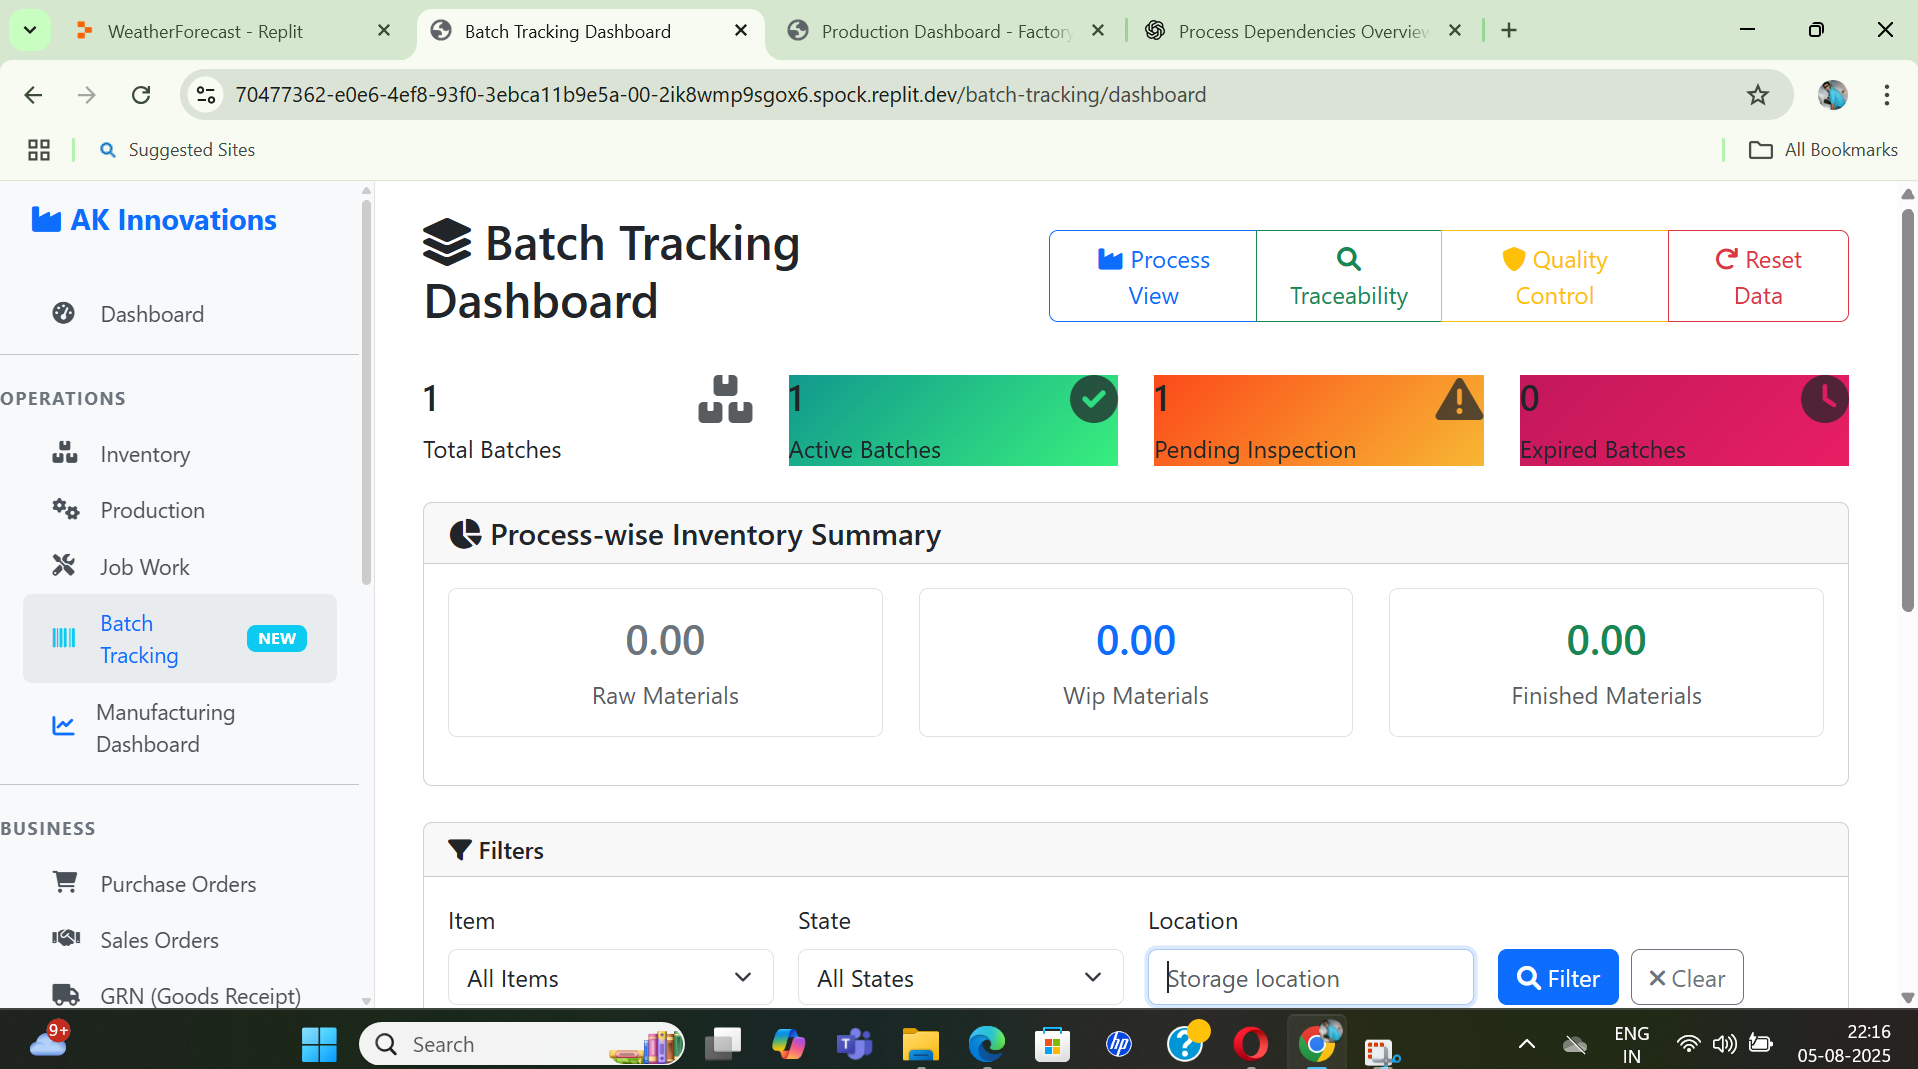 WeatherForecast - Replit
Batch Tracking Dashboard
Production Dashboard - Factory
Process Dependencies Overview
70477362-e0e6-4ef8-93f0-3ebca11b9e5a-00-2ik8wmp9sgox6.spock.replit.dev/batch-tracking/dashboard
Suggested Sites
All Bookmarks
AK Innovations
Dashboard
OPERATIONS
Inventory
Production
Job Work
Batch
Tracking
NEW
Manufacturing
Dashboard
BUSINESS
Purchase Orders
Sales Orders
GRN (Goods Receipt)
Batch Tracking
Dashboard
Process
View
Traceability
Quality
Control
Reset
Data
1
Total Batches
1
Active Batches
1
Pending Inspection
0
Expired Batches
Process-wise Inventory Summary
0.00
Raw Materials
0.00
Wip Materials
0.00
Finished Materials
Filters
Item
State
Location
All Items
All States
Storage location
Filter
Clear
9+
Search
T
hp
?
ENG
IN
22:16
05-08-2025